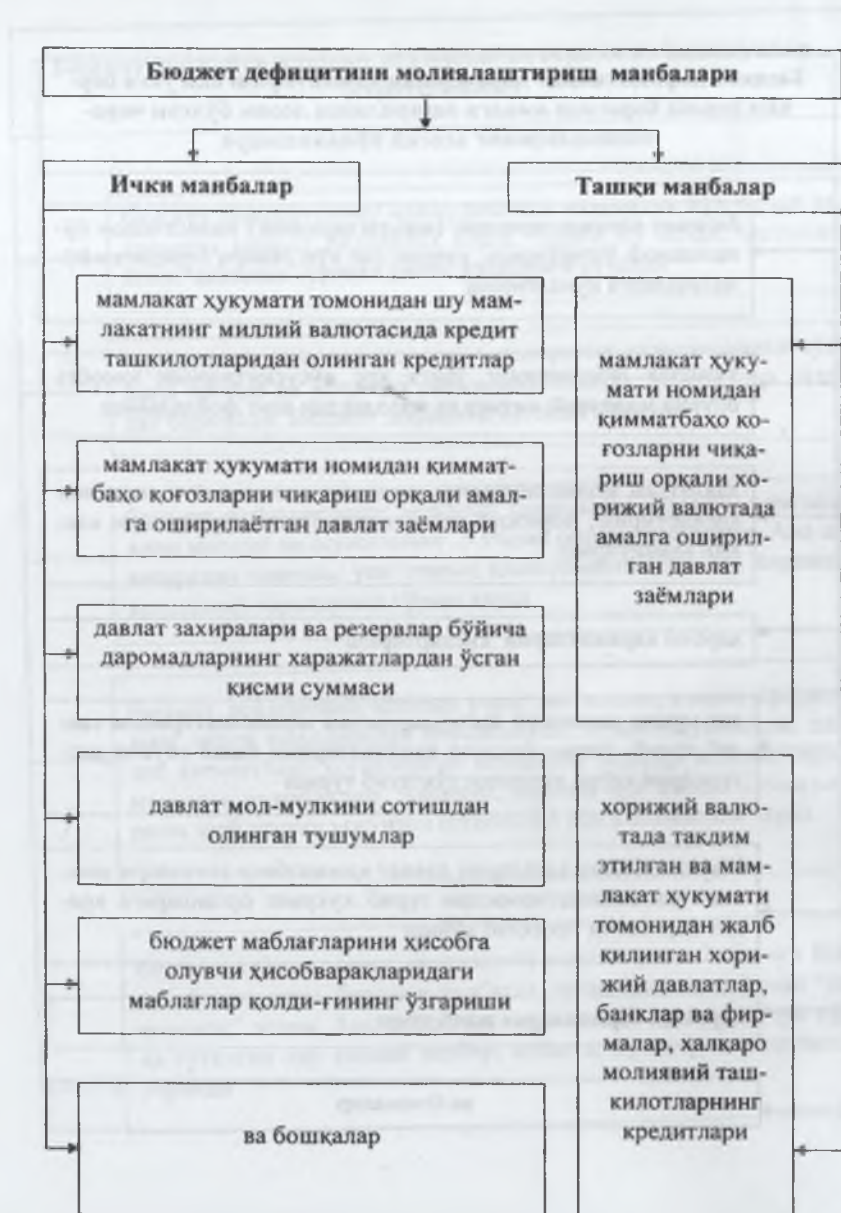 Бюджет дефицитини молиялаштириш манбалари
Ички манбалар
мамлакат ҳукумати томонидан шу мам-
лакатнинг миллий валютасида кредит
ташкилотларидан олинган кредитлар
мамлакат ҳукумати номидан қиммат-
баҳо қоғозларни чиқариш орқали амал-
га оширилаётган давлат заёмлари
давлат захиралари ва резервлар бўйича
даромадларнинг харажатлардан ўсган
қисми суммаси
давлат мол-мулкини сотишдан
олинган тушумлар
бюджет маблағларини ҳисобга
олувчи ҳисобварақларидаги
маблағлар қолди-ғининг ўзгариши
ва бошқалар
Ташқи манбалар
мамлакат ҳуку-
мати номидан
қимматбаҳо қо-
ғозларни чиқа-
риш орқали хо-
рижий валютада
амалга оширил-
ган давлат
заёмлари
хорижий валю-
тада тақдим
этилган ва мам-
лакат ҳукумати
томонидан жалб
қилинган хори-
жий давлатлар,
банклар ва фир-
малар, халқаро
молиявий таш-
килотларнинг
кредитлари